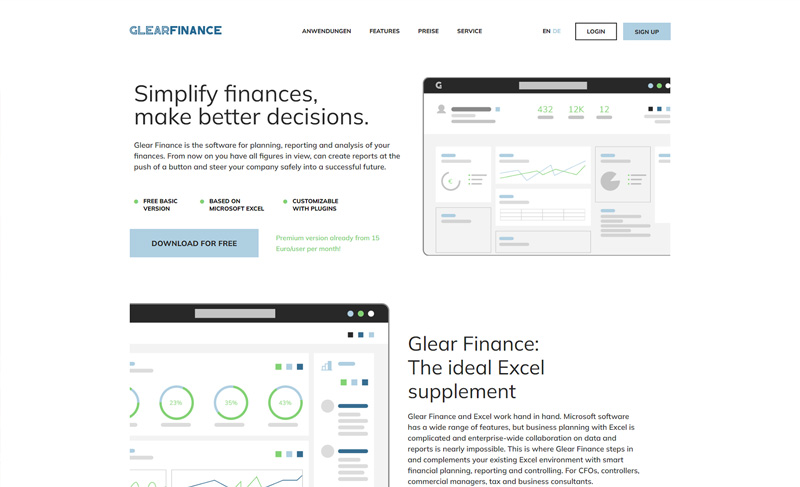 GLEARFINANCE
ANWENDUNGEN FEATURES PREISE SERVICE EN DE LOGIN SIGN UP
Simplify finances,
make better decisions.
Glear Finance is the software for planning, reporting and analysis of your
finances. From now on you have all figures in view, can create reports at the
push of a button and steer your company safely into a successful future.
FREE BASIC
VERSION
BASED ON
MICROSOFT EXCEL
CUSTOMIZABLE
WITH PLUGINS
DOWNLOAD FOR FREE
Premium version already from 15
Euro/user per month!
G
432 12K 12
€
23% 35% 43%
Glear Finance:
The ideal Excel
supplement
Glear Finance and Excel work hand in hand. Microsoft software
has a wide range of features, but business planning with Excel is
complicated and enterprise-wide collaboration on data and
reports is nearly impossible. This is where Glear Finance steps in
and complements your existing Excel environment with smart
financial planning, reporting and controlling. For CFOs, controllers,
commercial managers, tax and business consultants.